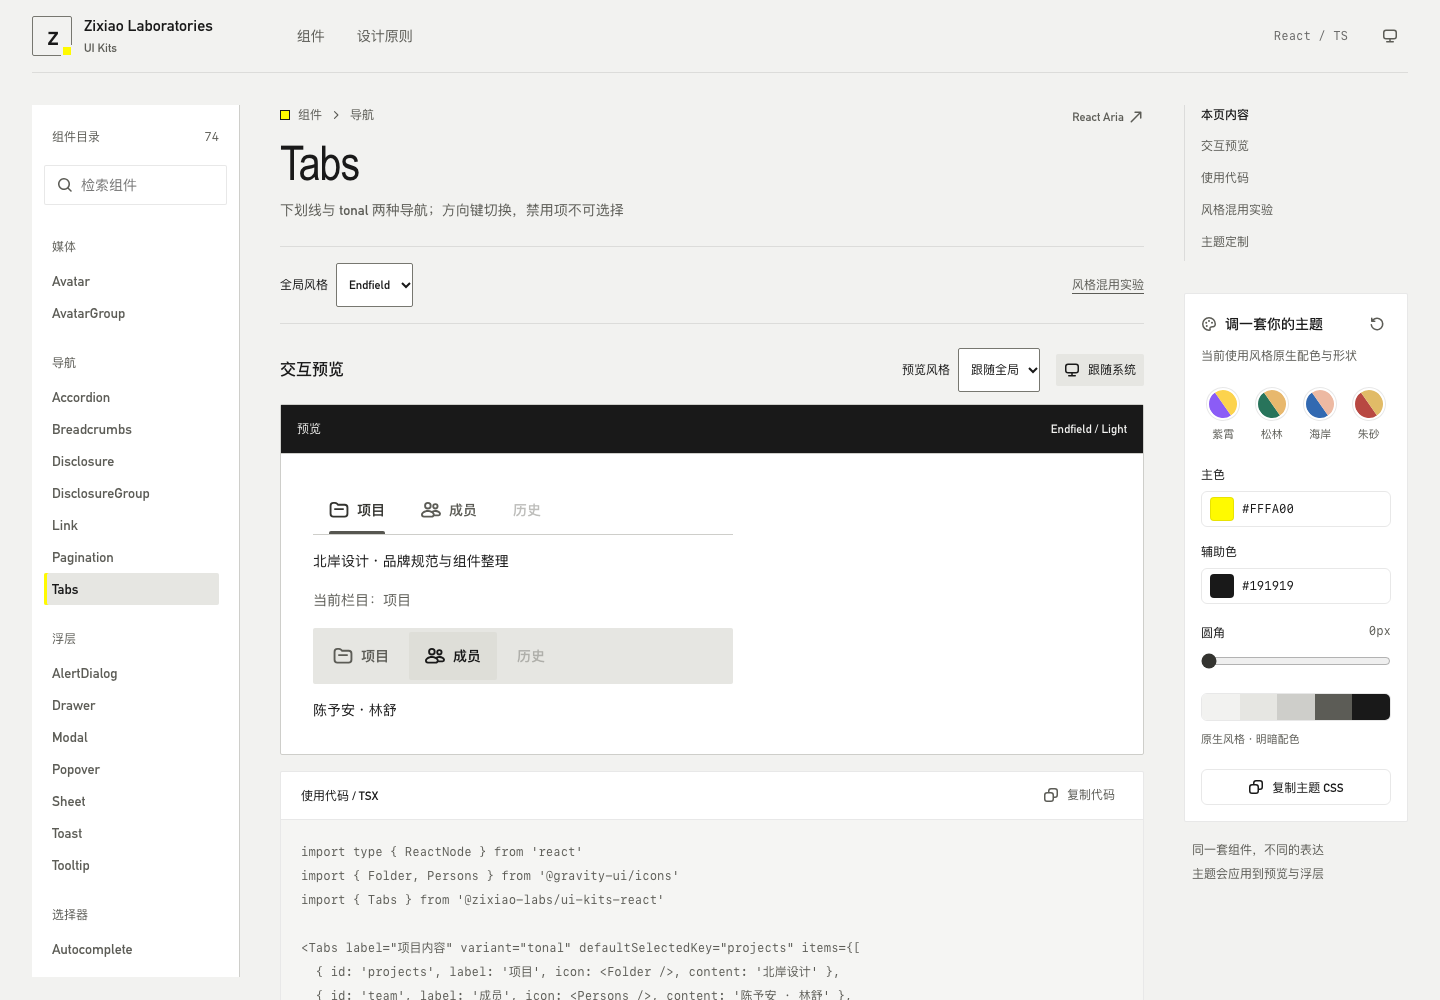 Z
Zixiao Laboratories
UI Kits
组件
设计原则
React / TS
组件目录
74
检索组件
媒体
Avatar
AvatarGroup
导航
Accordion
Breadcrumbs
Disclosure
DisclosureGroup
Link
Pagination
Tabs
浮层
AlertDialog
Drawer
Modal
Popover
Sheet
Toast
Tooltip
选择器
Autocomplete
组件 > 导航
React Aria
Tabs
下划线与 tonal 两种导航；方向键切换，禁用项不可选择
全局风格
Endfield
风格混用实验
交互预览
预览风格
跟随全局
跟随系统
预览
Endfield / Light
项目
成员
历史
北岸设计 · 品牌规范与组件整理
当前栏目：项目
项目
成员
历史
陈予安 · 林舒
使用代码 / TSX
复制代码
import type { ReactNode } from 'react'
import { Folder, Persons } from '@gravity-ui/icons'
import { Tabs } from '@zixiao-labs/ui-kits-react'
<Tabs label="项目内容" variant="tonal" defaultSelectedKey="projects" items={[
{ id: 'projects', label: '项目', icon: <Folder />, content: '北岸设计' },
{ id: 'team', label: '成员', icon: <Persons />, content: '陈予安 · 林舒' },
本页内容
交互预览
使用代码
风格混用实验
主题定制
调一套你的主题
当前使用风格原生配色与形状
紫霄
松林
海岸
朱砂
主色
#FFFA00
辅助色
#191919
圆角
0px
原生风格 · 明暗配色
复制主题 CSS
同一套组件，不同的表达
主题会应用到预览与浮层